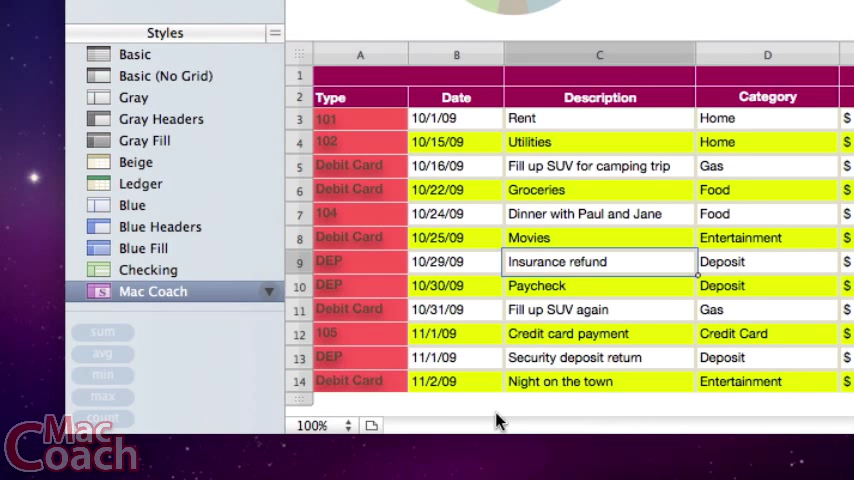 Styles
Basic
Basic (No Grid)
Gray
Gray Headers
Gray Fill
Beige
Ledger
Blue
Blue Headers
Blue Fill
Checking
S Mac Coach
sum
avg
min
max
count
A B C D
1
2 Type Date Description Category
3 101 10/1/09 Rent Home $
4 102 10/15/09 Utilities Home $
5 Debit Card 10/16/09 Fill up SUV for camping trip Gas $
6 Debit Card 10/22/09 Groceries Food $
7 104 10/24/09 Dinner with Paul and Jane Food $
8 Debit Card 10/25/09 Movies Entertainment $
9 DEP 10/29/09 Insurance refund Deposit $
10 DEP 10/30/09 Paycheck Deposit $
11 Debit Card 10/31/09 Fill up SUV again Gas $
12 105 11/1/09 Credit card payment Credit Card $
13 DEP 11/1/09 Security deposit return Deposit $
14 Debit Card 11/2/09 Night on the town Entertainment $
100%
Mac
Coach